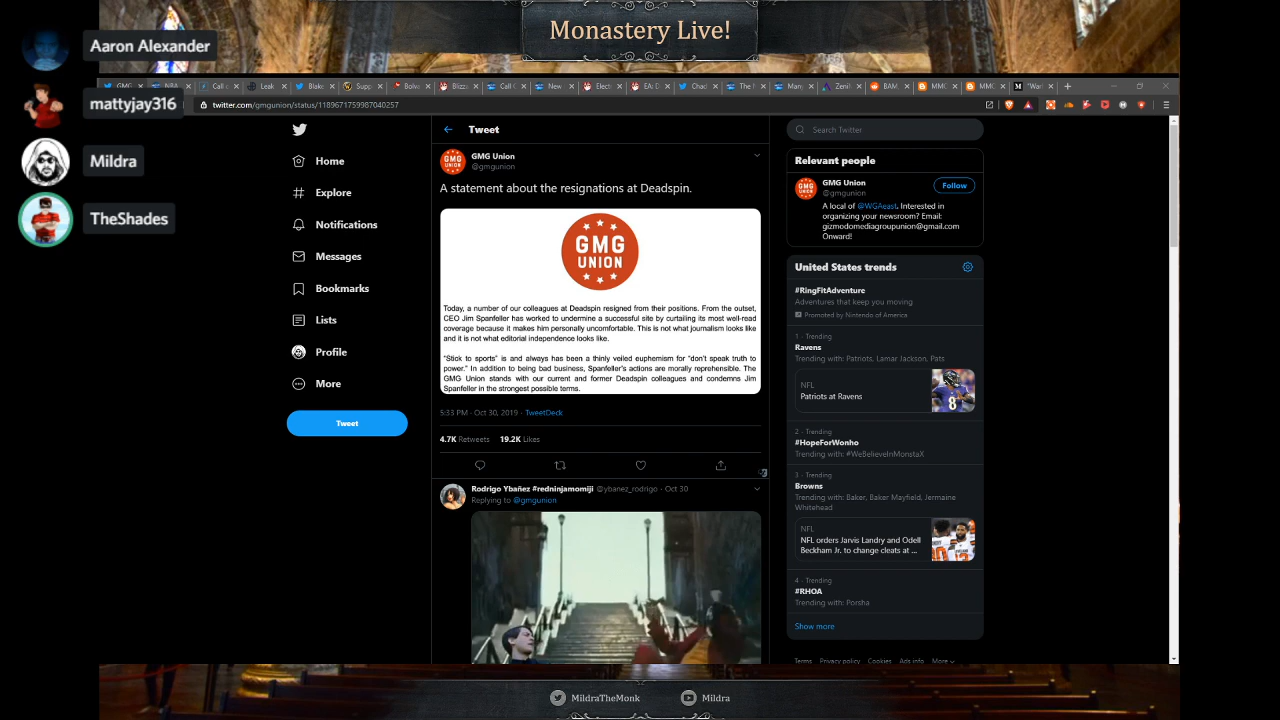 Monastery Live!
Aaron Alexander
mattyjay316
Mildra
TheShades
twitter.com/gmgunion/status/1189671759987040257
Home
Explore
Notifications
Messages
Bookmarks
Lists
Profile
More
Tweet
Tweet
GMG Union
@gmgunion
A statement about the resignations at Deadspin.
GMG
UNION
Today, a number of our colleagues at Deadspin resigned from their positions. From the outset,
CEO Jim Spanfeller has worked to undermine a successful site by curtailing its most well-read
coverage because it makes him personally uncomfortable. This is not what journalism looks like
and it is not what editorial independence looks like.
"Stick to sports" is and always has been a thinly veiled euphemism for "don't speak truth to
power." In addition to being bad business, Spanfeller's actions are morally reprehensible. The
GMG Union stands with our current and former Deadspin colleagues and condemns Jim
Spanfeller in the strongest possible terms.
5:33 PM · Oct 30, 2019 · TweetDeck
4.7K Retweets 19.2K Likes
Rodrigo Ybañez #redninjamomiji @ybanez_rodrigo · Oct 30
Replying to @gmgunion
Search Twitter
Relevant people
GMG
UNION
GMG Union
@gmgunion
Follow
A local of @WGAeast. Interested in
organizing your newsroom? Email:
gizmodomediagroupunion@gmail.com
Onward!
United States trends
#RingFitAdventure
Adventures that keep you moving
Promoted by Nintendo of America
1 · Trending
Ravens
Trending with: Patriots, Lamar Jackson, Pats
NFL
Patriots at Ravens
2 · Trending
#HopeForWonho
Trending with: #WeBelieveInMonstaX
3 · Trending
Browns
Trending with: Baker, Baker Mayfield, Jermaine
Whitehead
NFL
NFL orders Jarvis Landry and Odell
Beckham Jr. to change cleats at ...
4 · Trending
#RHOA
Trending with: Porsha
Show more
Terms Privacy policy Cookies Ads info More
MildraTheMonk Mildra